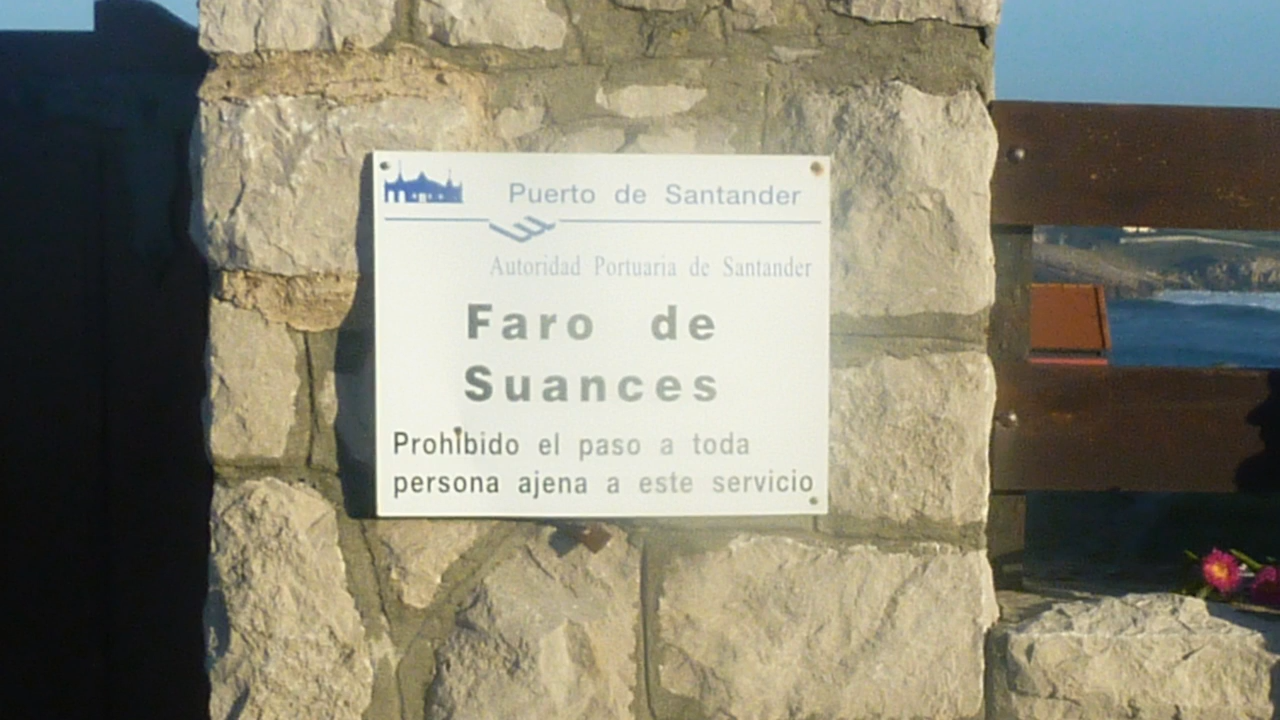 Puerto de Santander
Autoridad Portuaria de Santander
Faro de
Suances
Prohibido el paso a toda
persona ajena a este servicio